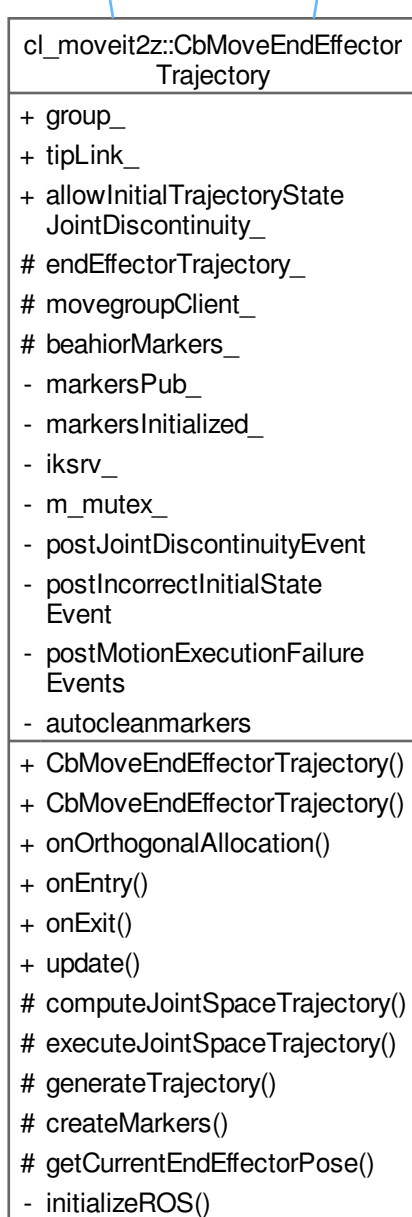 cl_moveit2z::CbMoveEndEffector
Trajectory
+ group_
+ tipLink_
+ allowInitialTrajectoryState
JointDiscontinuity_
# endEffectorTrajectory_
# movegroupClient_
# beahiorMarkers_
- markersPub_
- markersInitialized_
- iksrv_
- m_mutex_
- postJointDiscontinuityEvent
- postIncorrectInitialState
Event
- postMotionExecutionFailure
Events
- autocleanmarkers
+ CbMoveEndEffectorTrajectory()
+ CbMoveEndEffectorTrajectory()
+ onOrthogonalAllocation()
+ onEntry()
+ onExit()
+ update()
# computeJointSpaceTrajectory()
# executeJointSpaceTrajectory()
# generateTrajectory()
# createMarkers()
# getCurrentEndEffectorPose()
- initializeROS()